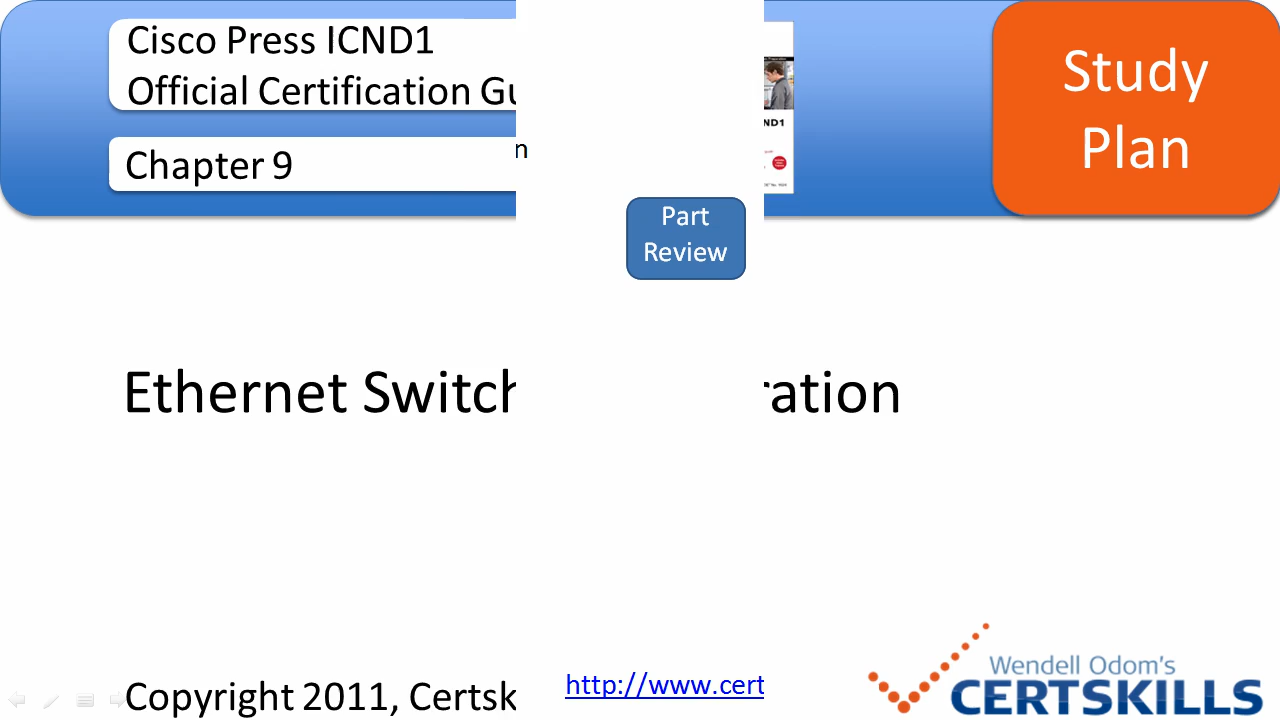 Cisco Press ICND1
Official Certification Gu
Study
Plan
ND1
n
Chapter 9
Part
Review
Ethernet Switch
ration
Wendell Odom's
CERTSKILLS
http://www.cert
Copyright 2011, Certsk